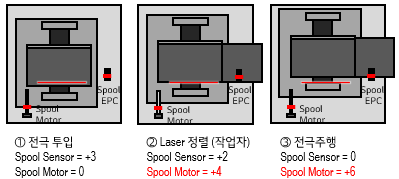 Spool
EPC
Spool
Motor
Spool
EPC
Spool
Motor
Spool
EPC
Spool
Motor
① 전극 투입
Spool Sensor = +3
Spool Motor = 0
② Laser 정렬 (작업자)
Spool Sensor = +2
Spool Motor = +4
③ 전극주행
Spool Sensor = 0
Spool Motor = +6